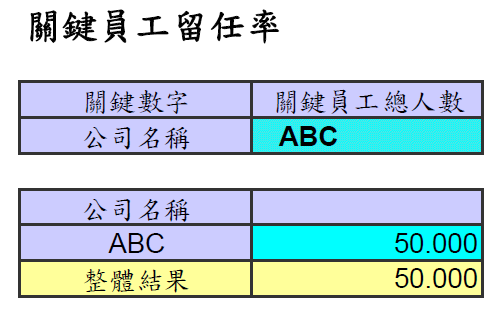 關鍵員工留任率
關鍵數字 關鍵員工總人數
公司名稱 ABC
公司名稱
ABC 50.000
整體結果 50.000